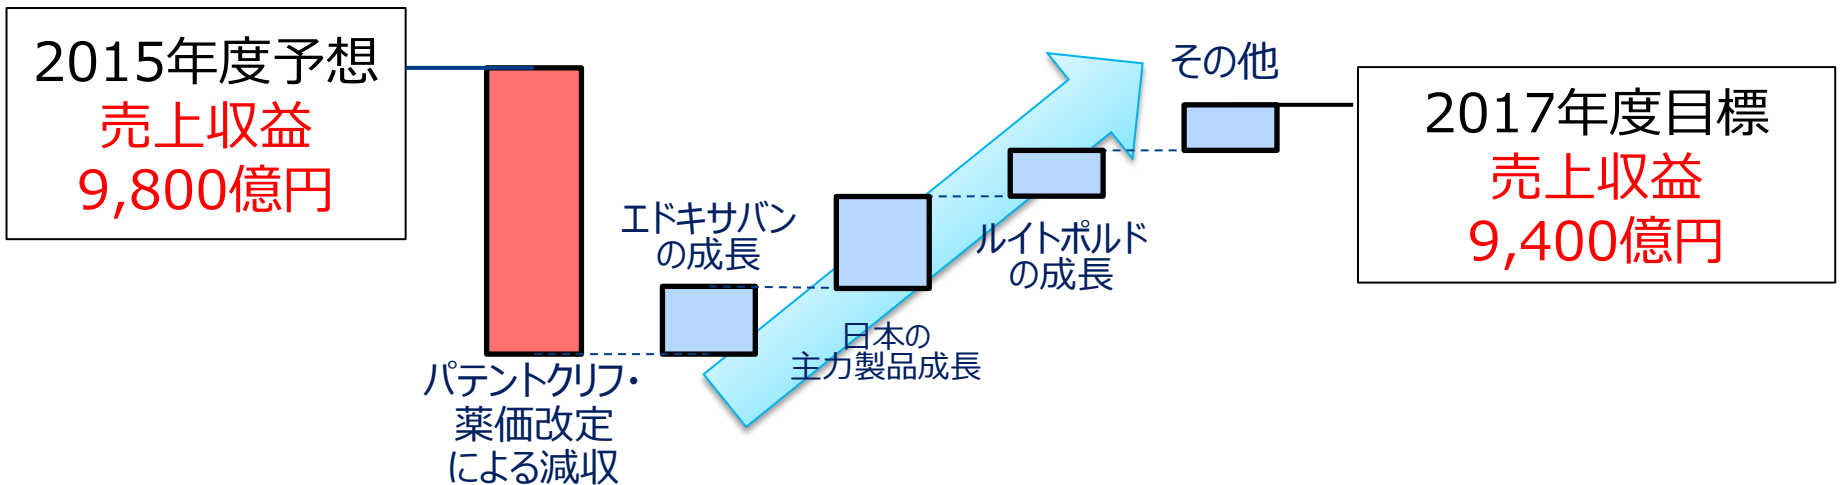 2015年度予想
売上収益
9,800億円
パテントクリフ・
薬価改定
による減収
エドキサバン
の成長
日本の
主力製品成長
ルイトポルド
の成長
その他
2017年度目標
売上収益
9,400億円